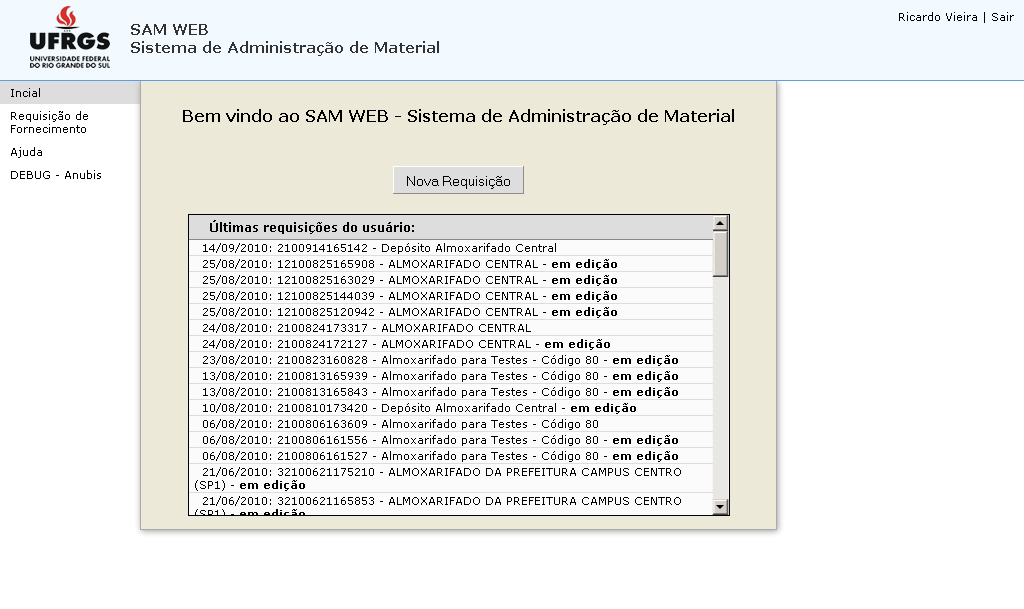 UFRGS
UNIVERSIDADE FEDERAL
DO RIO GRANDE DO SUL
SAM WEB
Sistema de Administração de Material
Ricardo Vieira | Sair
Incial
Requisição de
Fornecimento
Ajuda
DEBUG - Anubis
Bem vindo ao SAM WEB - Sistema de Administração de Material
Nova Requisição
Últimas requisições do usuário:
14/09/2010: 2100914165142 - Depósito Almoxarifado Central
25/08/2010: 12100825165908 - ALMOXARIFADO CENTRAL - em edição
25/08/2010: 12100825163029 - ALMOXARIFADO CENTRAL - em edição
25/08/2010: 12100825144039 - ALMOXARIFADO CENTRAL - em edição
25/08/2010: 12100825120942 - ALMOXARIFADO CENTRAL - em edição
24/08/2010: 2100824173317 - ALMOXARIFADO CENTRAL
24/08/2010: 2100824172127 - ALMOXARIFADO CENTRAL - em edição
23/08/2010: 2100823160828 - Almoxarifado para Testes - Código 80 - em edição
13/08/2010: 2100813165939 - Almoxarifado para Testes - Código 80 - em edição
13/08/2010: 2100813165843 - Almoxarifado para Testes - Código 80 - em edição
10/08/2010: 2100810173420 - Depósito Almoxarifado Central - em edição
06/08/2010: 2100806163609 - Almoxarifado para Testes - Código 80
06/08/2010: 2100806161556 - Almoxarifado para Testes - Código 80 - em edição
06/08/2010: 2100806161527 - Almoxarifado para Testes - Código 80 - em edição
21/06/2010: 32100621175210 - ALMOXARIFADO DA PREFEITURA CAMPUS CENTRO
(SP1) - em edição
21/06/2010: 32100621165853 - ALMOXARIFADO DA PREFEITURA CAMPUS CENTRO
(SP1) - em edição